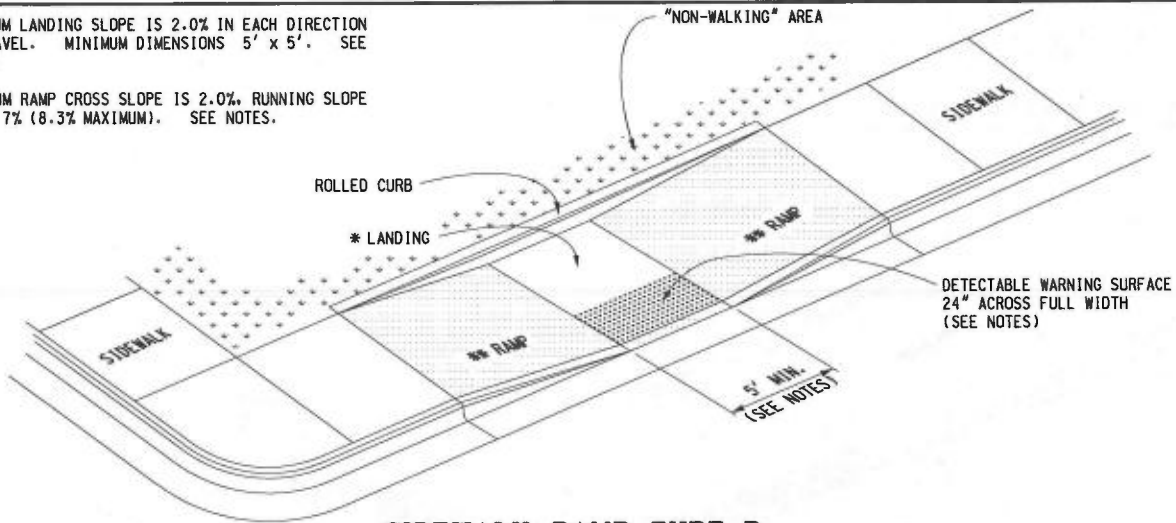 LANDING SLOPE IS 2.0% IN EACH DIRECTION
MINIMUM DIMENSIONS 5' x 5'. SEE
RAMP CROSS SLOPE IS 2.0%. RUNNING SLOPE
7% (8.3% MAXIMUM). SEE NOTES.
"NON-WALKING" AREA
SIDEWALK
ROLLED CURB
* LANDING
** RAMP
DETECTABLE WARNING SURFACE
24" ACROSS FULL WIDTH
(SEE NOTES)
SIDEWALK
** RAMP
5' MIN.
(SEE NOTES)